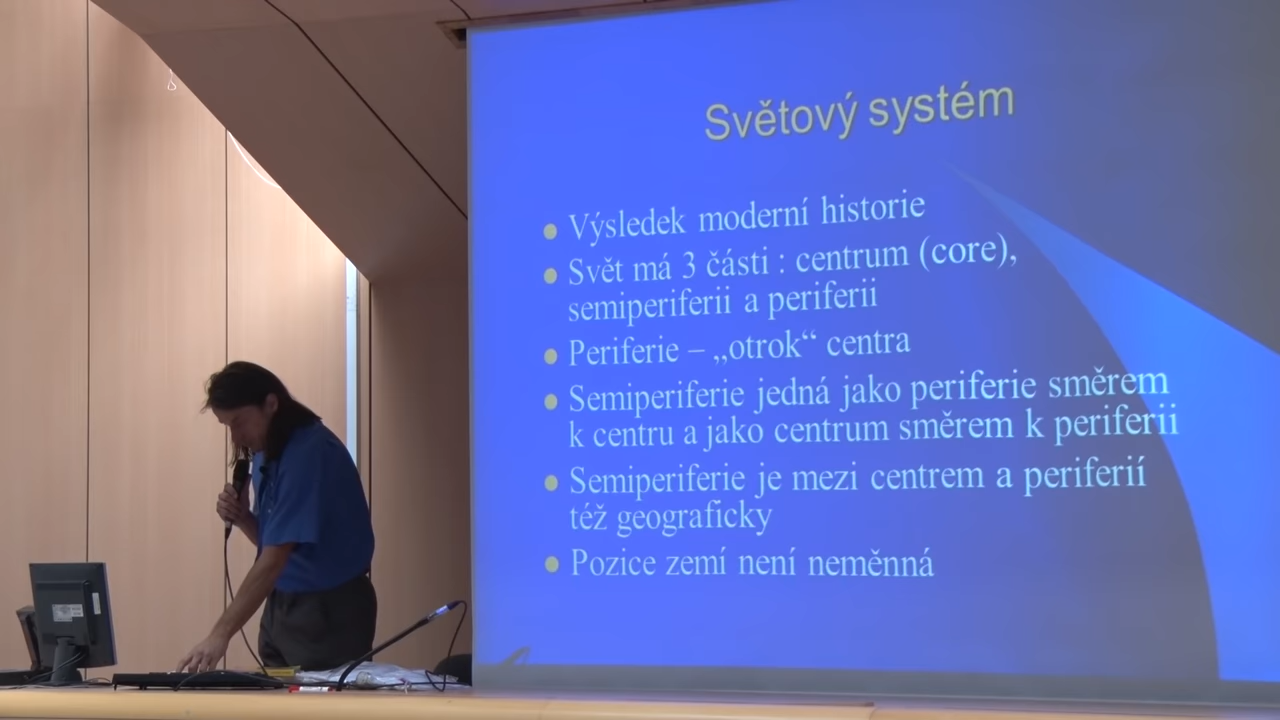 Světový systém
Výsledek moderní historie
Svět má 3 části : centrum (core),
semiperiferii a periferii
Periferie – „otrok“ centra
Semiperiferie jedná jako periferie směrem
k centru a jako centrum směrem k periferii
Semiperiferie je mezi centrem a periferií
též geograficky
Pozice zemí není neměnná